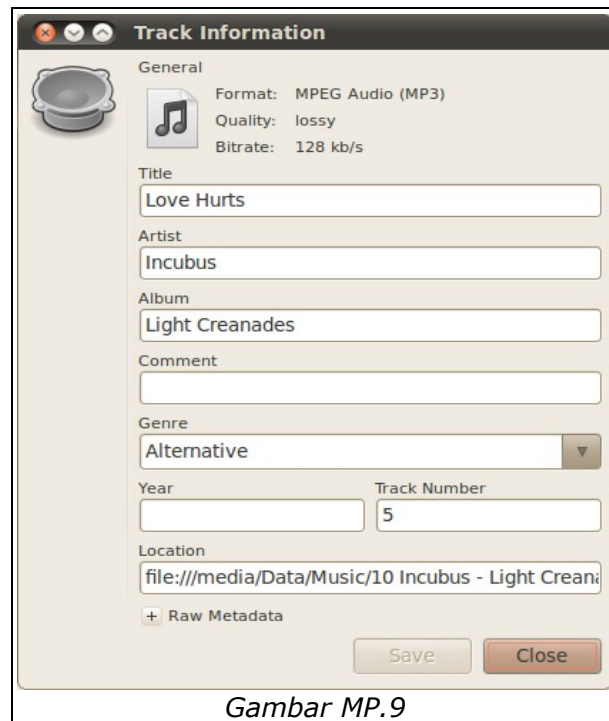 Track Information
General
Format: MPEG Audio (MP3)
Quality: lossy
Bitrate: 128 kb/s
Title
Love Hurts
Artist
Incubus
Album
Light Creanades
Comment
Genre
Alternative
Year Track Number
5
Location
file:///media/Data/Music/10 Incubus - Light Creana
+ Raw Metadata
Save Close
Gambar MP.9